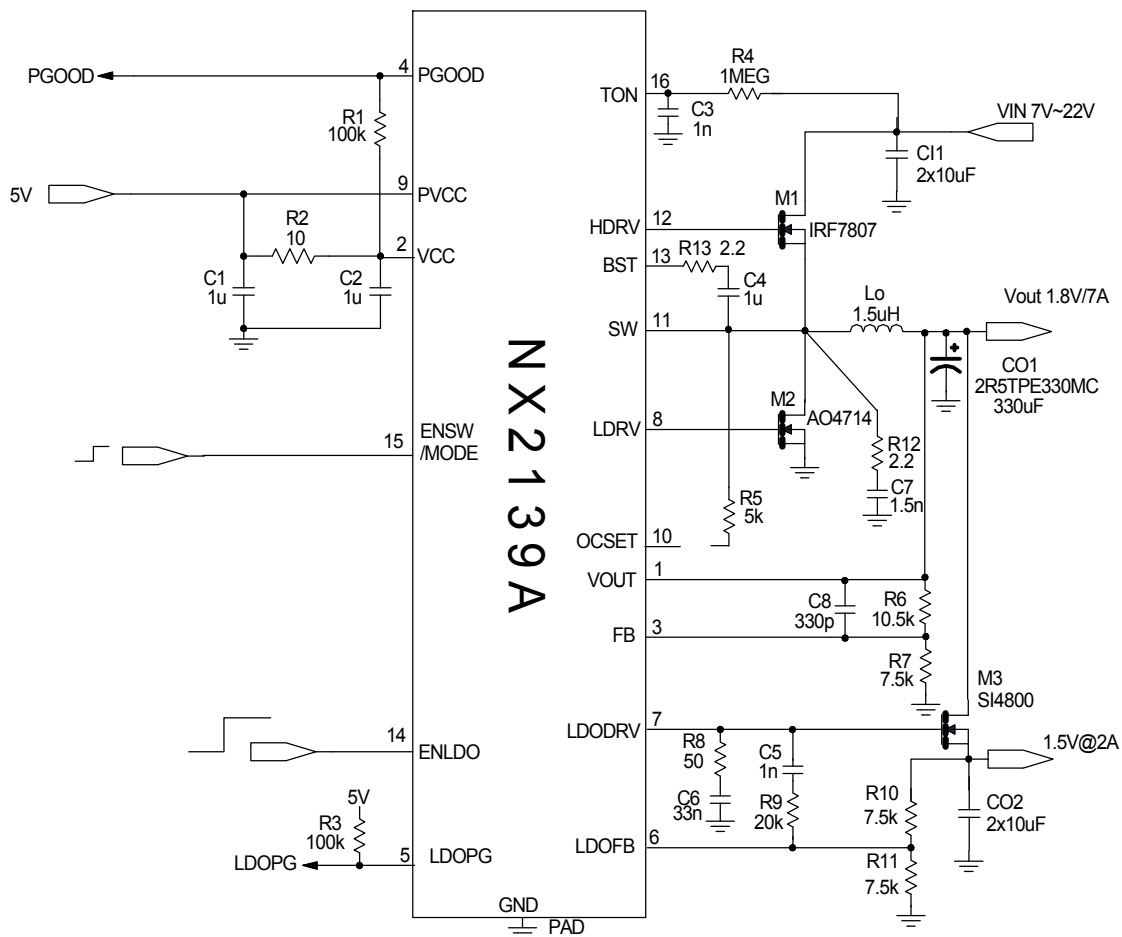 PGOOD
4
PGOOD
R1
100k
5V
9
PVCC
R2
10
2
VCC
C1
1u
C2
1u
15
ENSW
/MODE
14
ENLDO
5V
R3
100k
LDOPG
5
LDOPG
NX2139A
GND
PAD
TON
16
C3
1n
R4
1MEG
VIN 7V~22V
CI1
2x10uF
M1
HDRV
12
IRF7807
BST
13
R13 2.2
C4
1u
SW
11
Lo
1.5uH
Vout 1.8V/7A
CO1
2R5TPE330MC
330uF
M2
LDRV
8
AO4714
R12
2.2
C7
1.5n
R5
5k
OCSET
10
VOUT
1
C8
330p
R6
10.5k
FB
3
R7
7.5k
M3
SI4800
LDODRV
7
R8
50
C5
1n
1.5V@2A
C6
33n
R9
20k
R10
7.5k
CO2
2x10uF
LDOFB
6
R11
7.5k